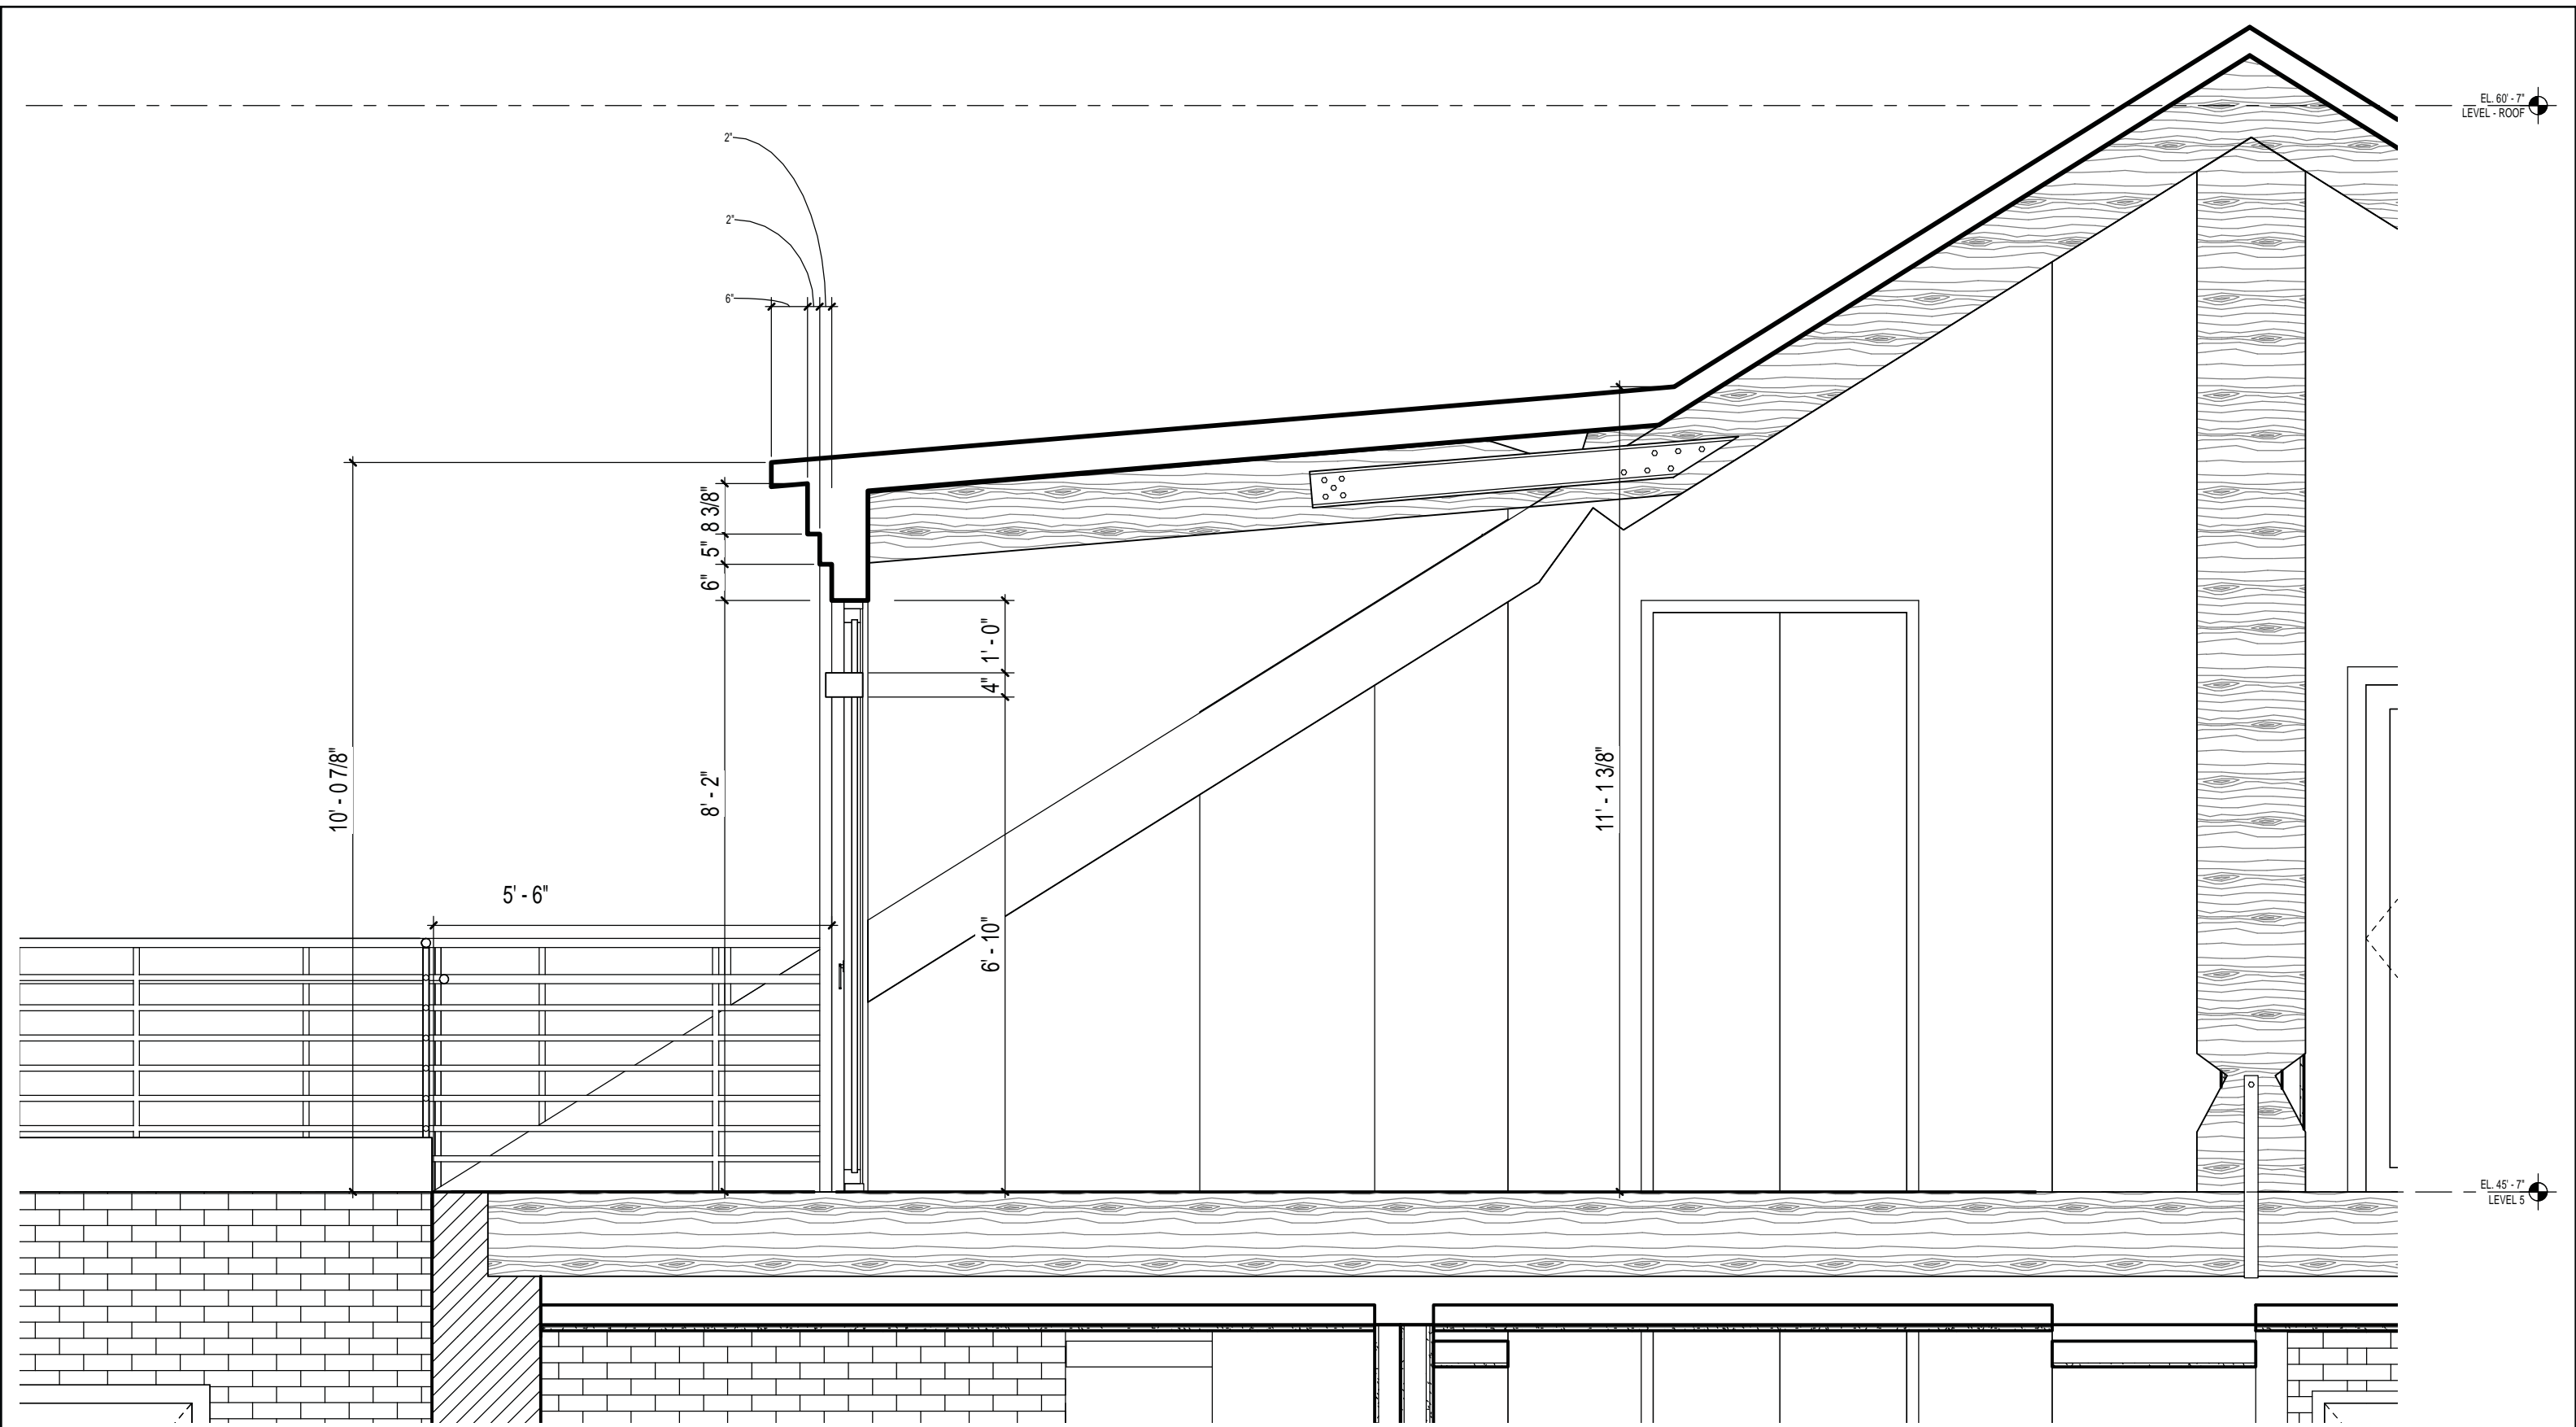 EL. 60' - 7"
LEVEL - ROOF
2"
2"
6"
8 3/8"
5"
6"
1' - 0"
4"
10' - 0 7/8"
8' - 2"
11' - 1 3/8"
5' - 6"
6' - 10"
EL. 45' - 7"
LEVEL 5